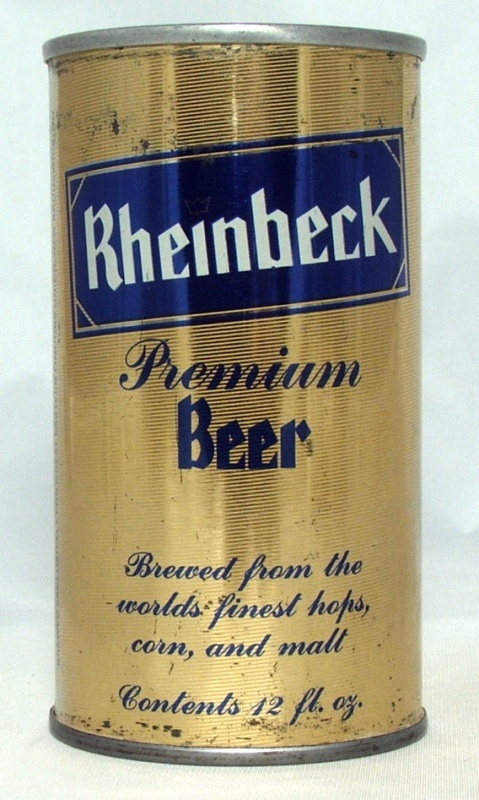 Rheinbeck
Premium
Beer
Brewed from the
worlds finest hops,
corn, and malt
Contents 12 fl. oz.